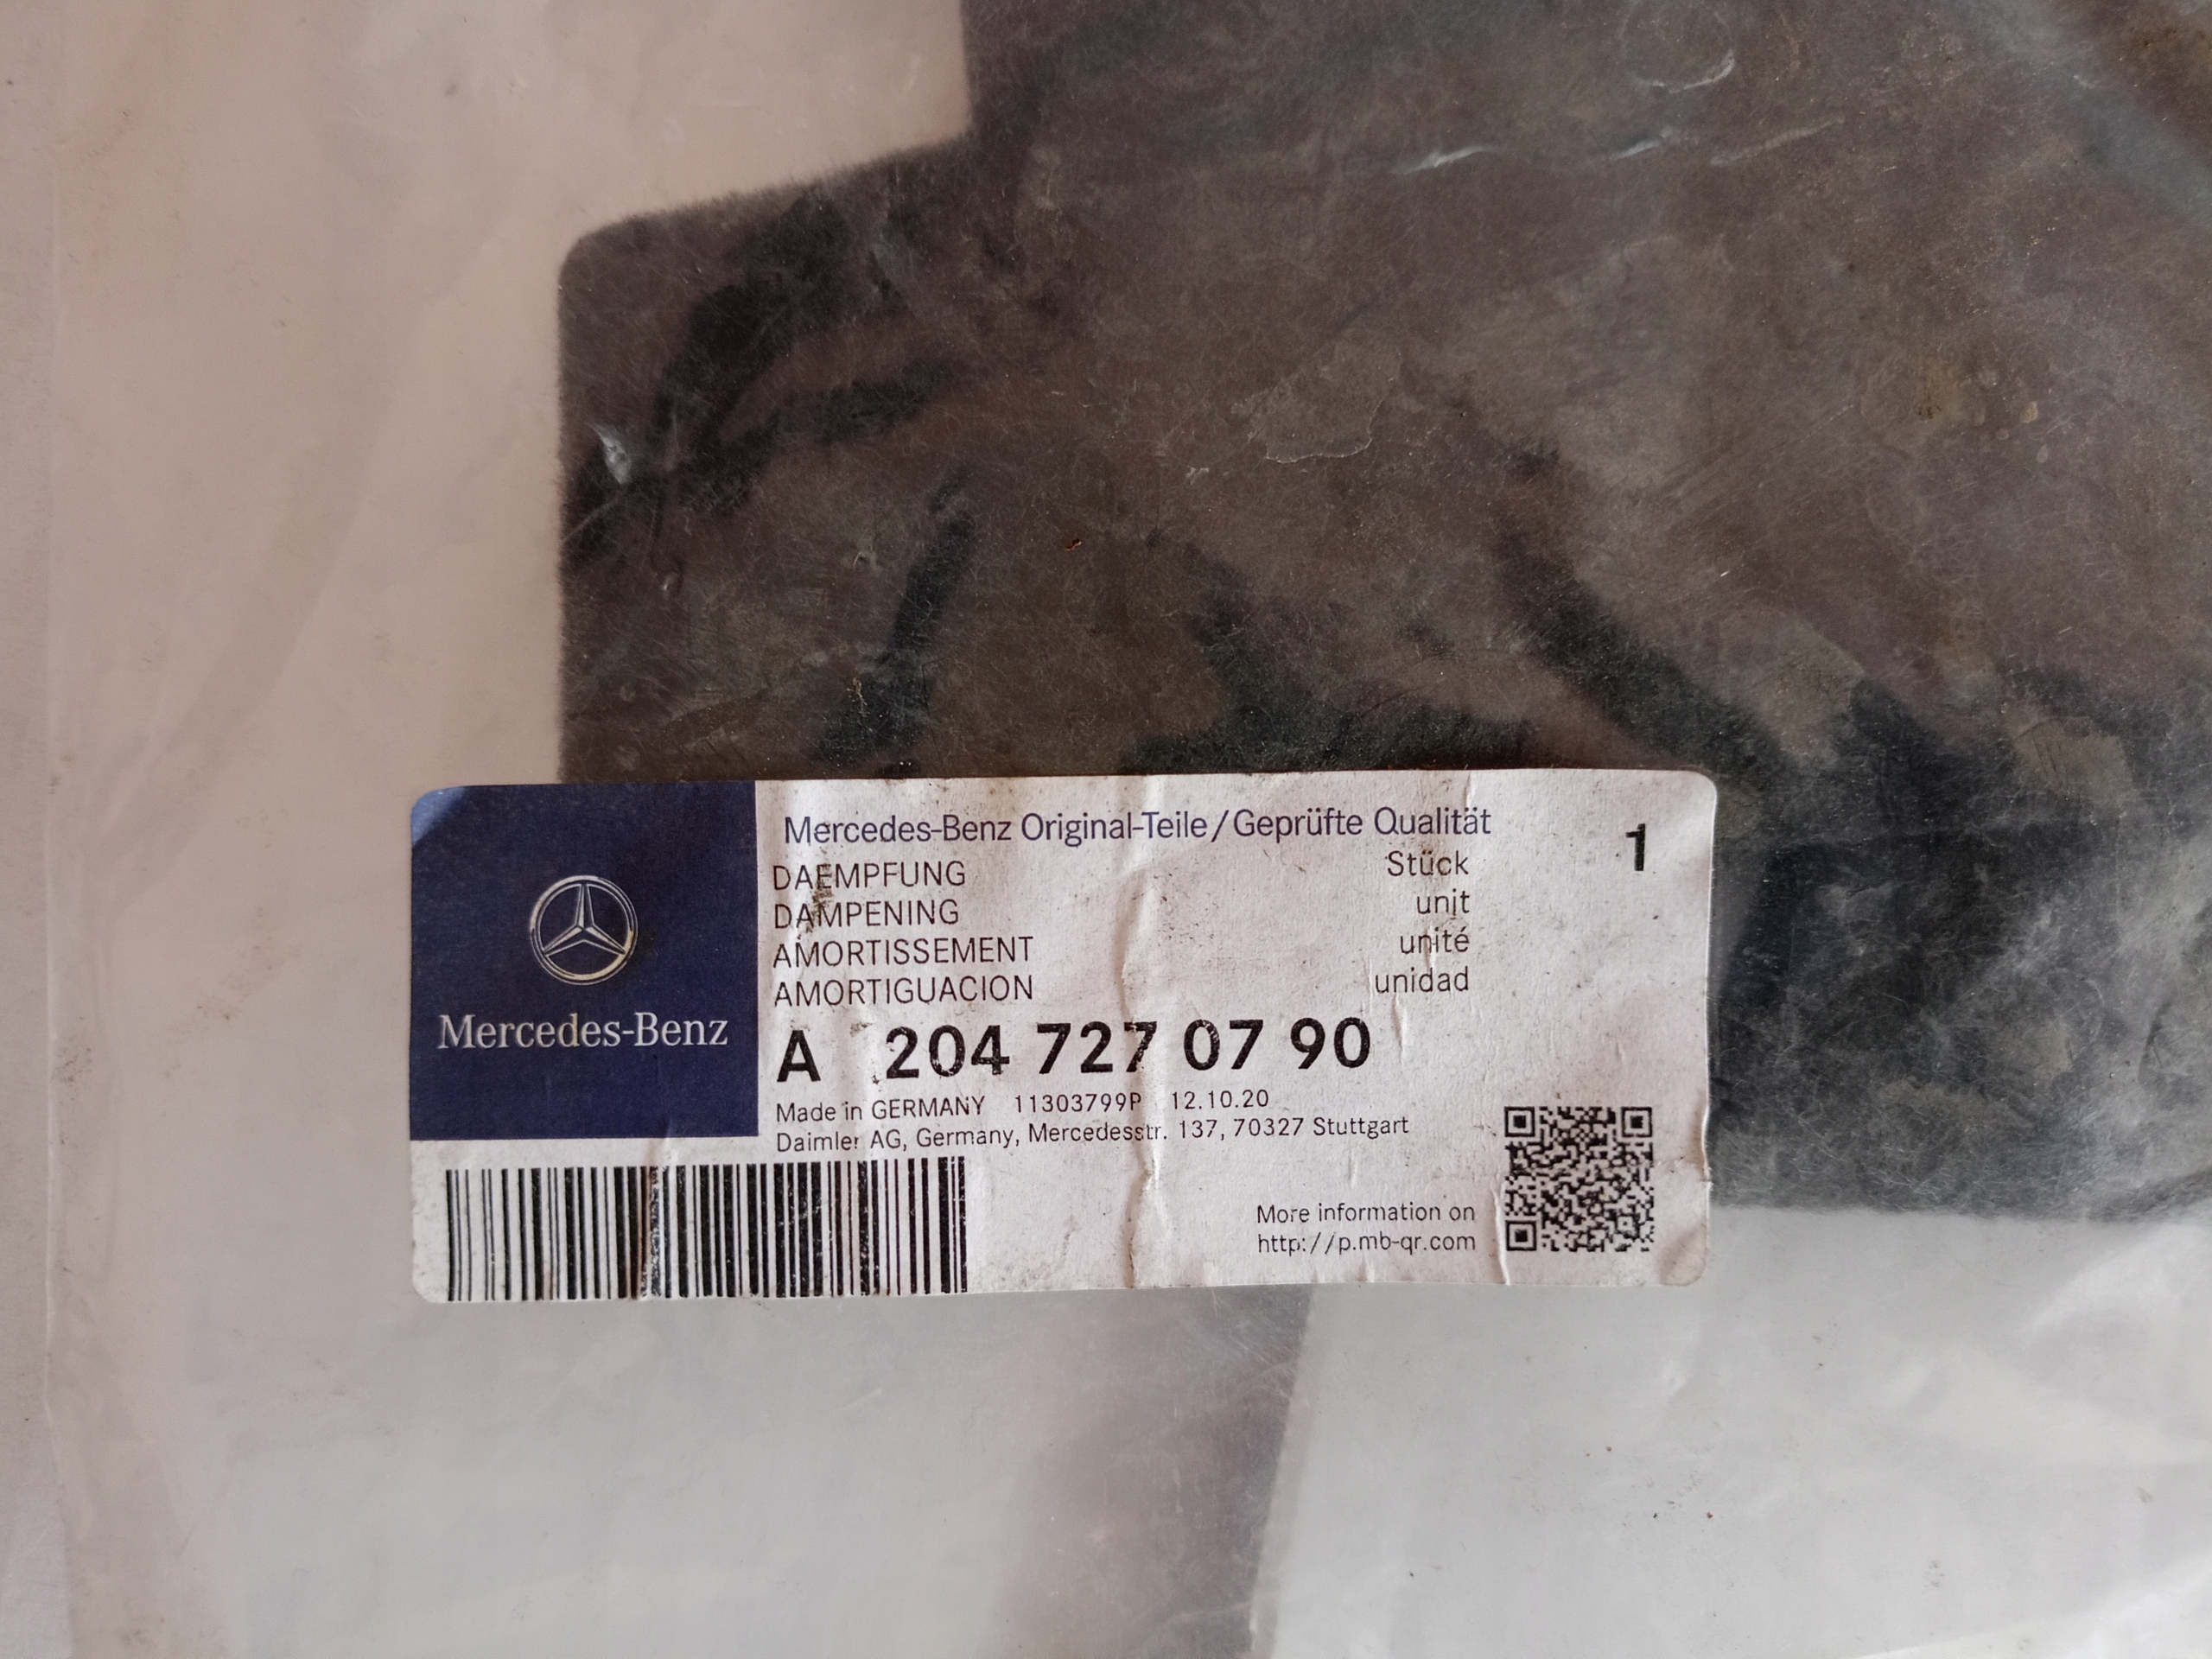 Mercedes-Benz
Mercedes-Benz Original-Teile/Geprüfte Qualität
DAEMPFUNG Stück 1
DAMPENING unit
AMORTISSEMENT unité
AMORTIGUACION unidad
A 204 727 07 90
Made in GERMANY 11303799P 12.10.20
Daimler AG, Germany, Mercedesstr. 137, 70327 Stuttgart
More information on
http://p.mb-qr.com